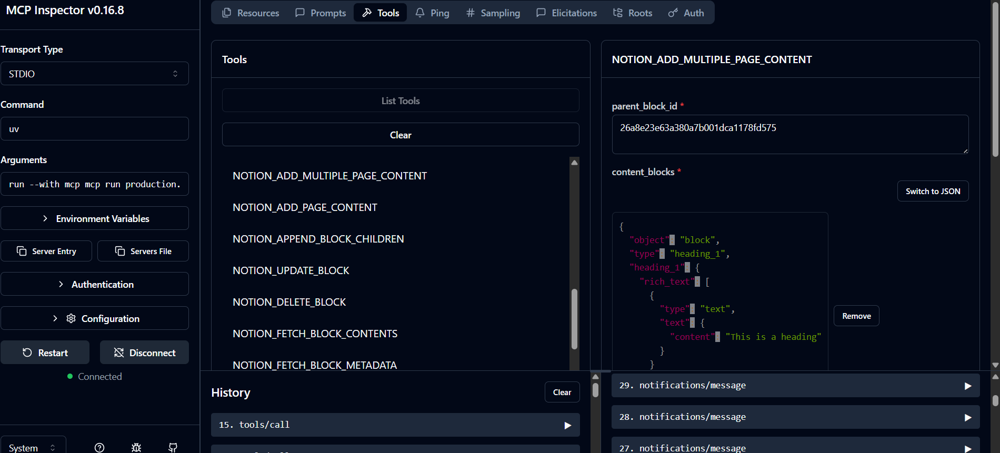 MCP Inspector v0.16.8
Transport Type
STDIO
Command
uv
Arguments
run --with mcp mcp run production.
Environment Variables
Server Entry
Servers File
Authentication
Configuration
Restart
Disconnect
Connected
System
Resources
Prompts
Tools
Ping
Sampling
Elicitations
Roots
Auth
Tools
List Tools
Clear
NOTION_ADD_MULTIPLE_PAGE_CONTENT
NOTION_ADD_PAGE_CONTENT
NOTION_APPEND_BLOCK_CHILDREN
NOTION_UPDATE_BLOCK
NOTION_DELETE_BLOCK
NOTION_FETCH_BLOCK_CONTENTS
NOTION_FETCH_BLOCK_METADATA
NOTION_ADD_MULTIPLE_PAGE_CONTENT
parent_block_id *
26a8e23e63a380a7b001dca1178fd575
content_blocks *
Switch to JSON
{
"object": "block",
"type": "heading_1",
"heading_1": {
"rich_text": [
{
"type": "text",
"text": {
"content": "This is a heading"
}
}
Remove
History
Clear
15. tools/call
29. notifications/message
28. notifications/message
27. notifications/message